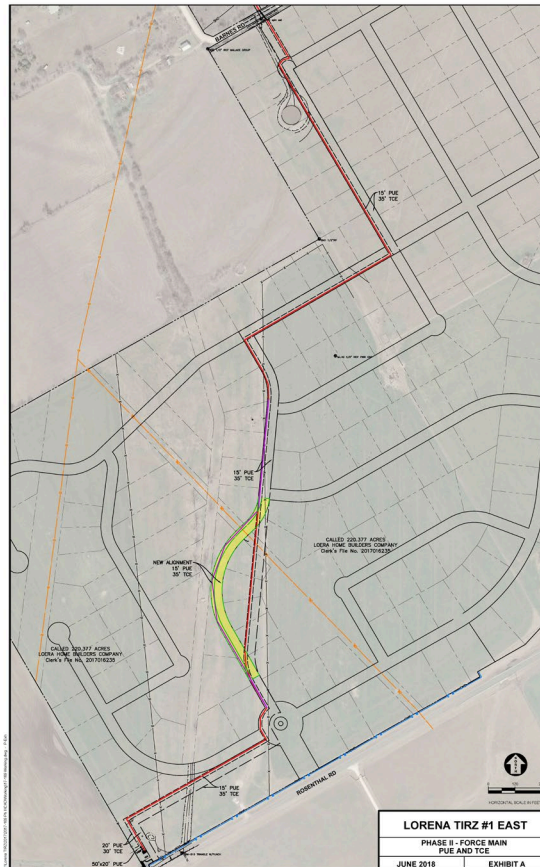 BARNES RD
15' PUE
35' TCE
15' PUE
35' TCE
NEW ALIGNMENT
15' PUE
35' TCE
CALLED 220.377 ACRES
LOERA HOME BUILDERS COMPANY
Clerk's File No. 2017016235
CALLED 220.377 ACRES
LOERA HOME BUILDERS COMPANY
Clerk's File No. 2017016235
ROSENTHAL RD
15' PUE
35' TCE
20' PUE
30' TCE
50'x20' PUE
HORIZONTAL SCALE IN FEET
LORENA TIRZ #1 EAST
PHASE II - FORCE MAIN
PUE AND TCE
JUNE 2018
EXHIBIT A